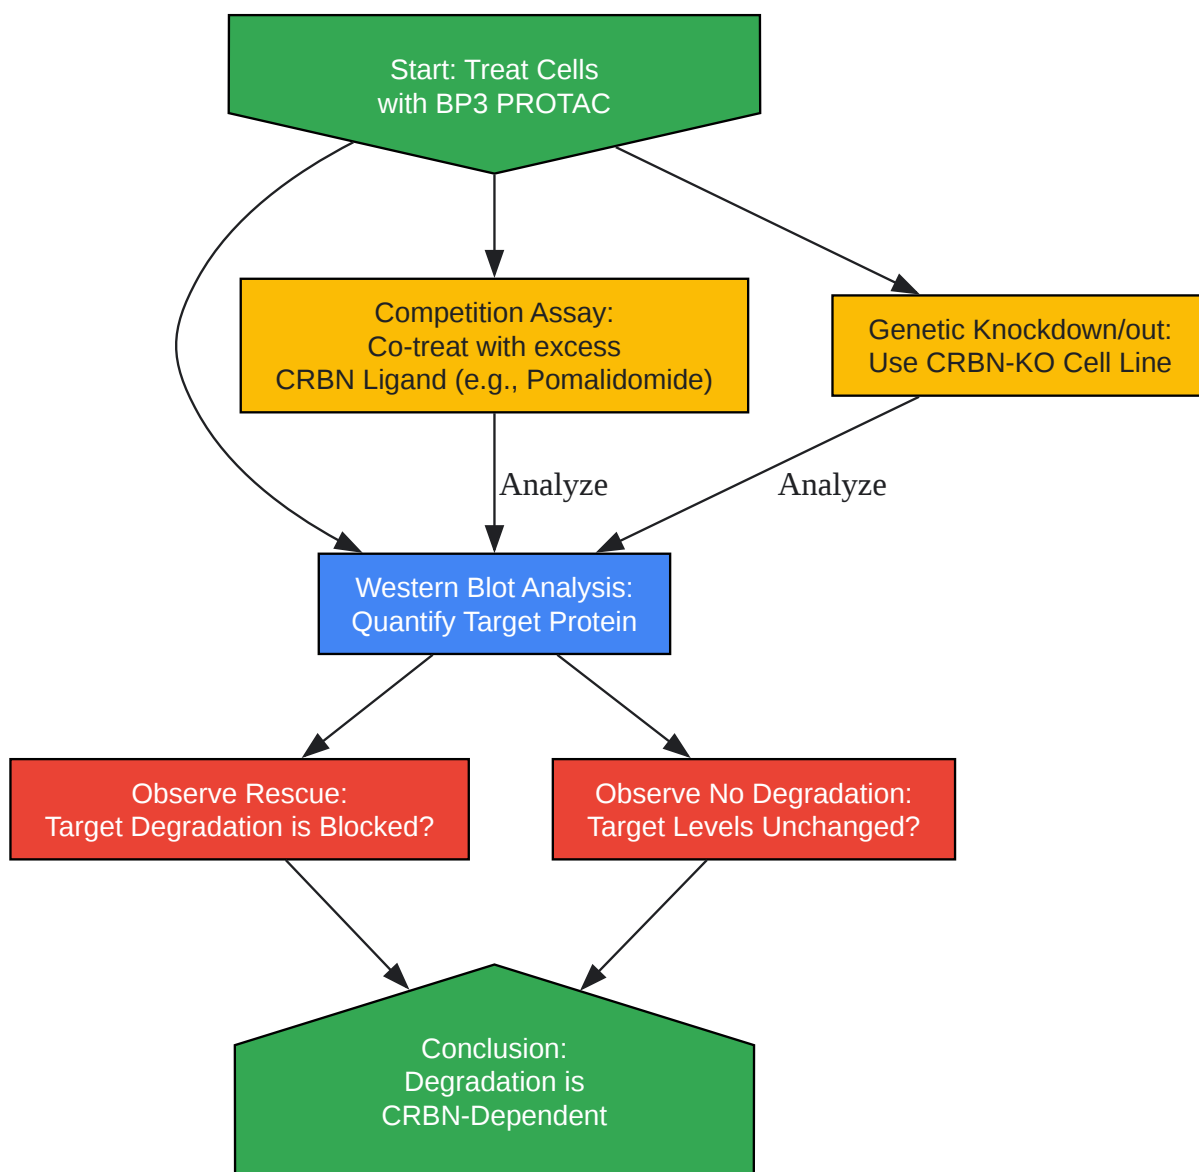 Start: Treat Cells
with BP3 PROTAC
Competition Assay:
Co-treat with excess
CRBN Ligand (e.g., Pomalidomide)
Genetic Knockdown/out:
Use CRBN-KO Cell Line
Analyze
Analyze
Western Blot Analysis:
Quantify Target Protein
Observe Rescue:
Target Degradation is Blocked?
Observe No Degradation:
Target Levels Unchanged?
Conclusion:
Degradation is
CRBN-Dependent